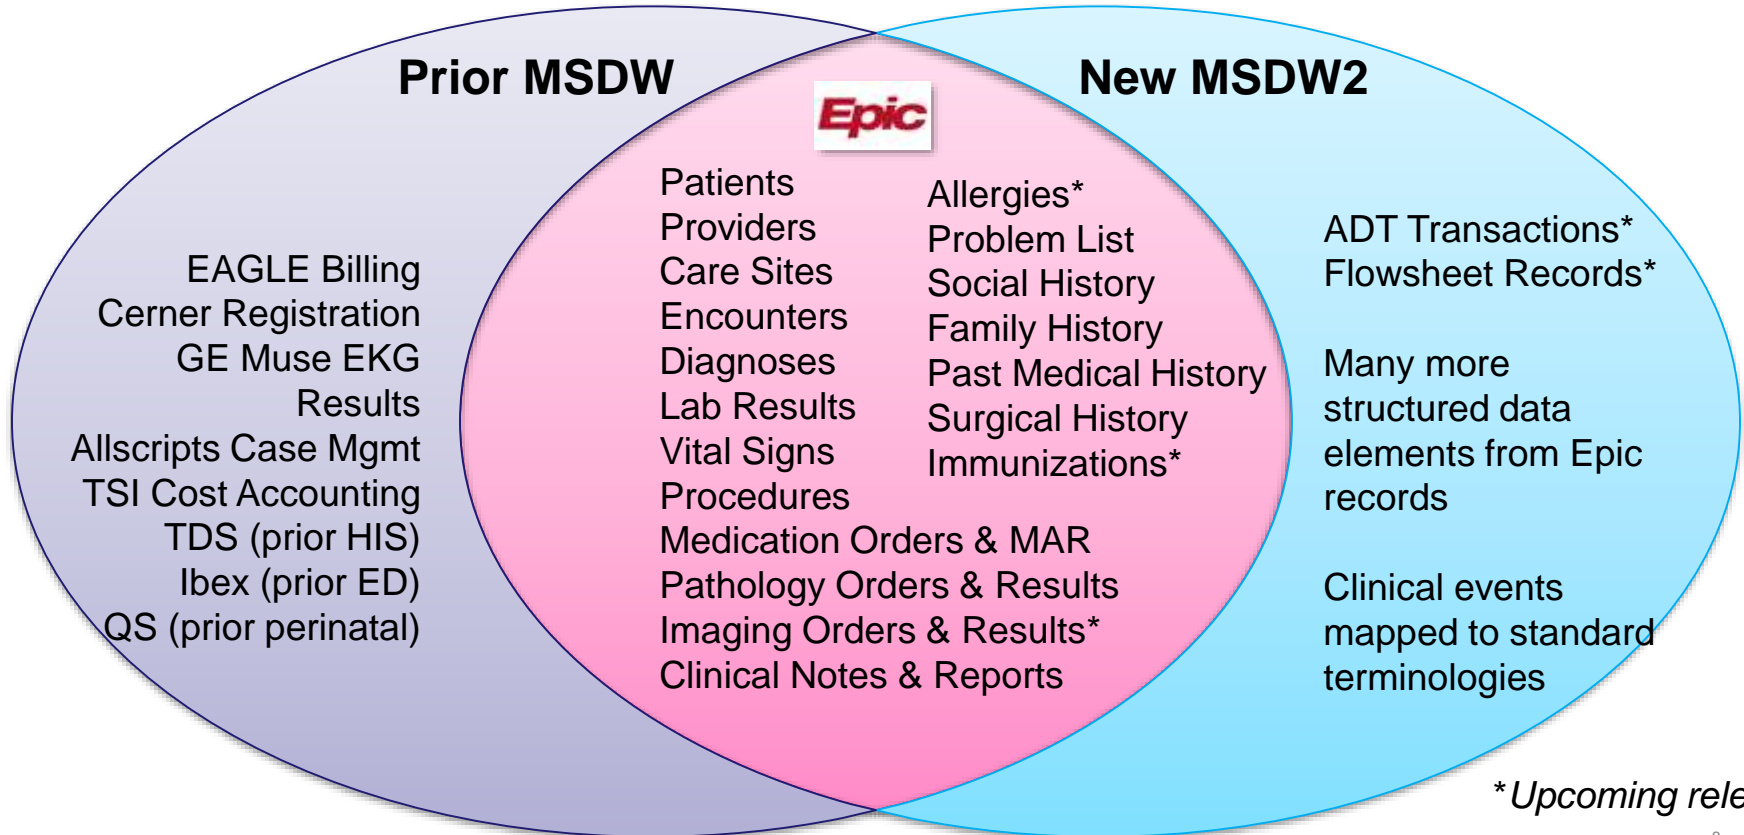 Prior MSDW
New MSDW2
Epic
EAGLE Billing
Cerner Registration
GE Muse EKG
Results
Allscripts Case Mgmt
TSI Cost Accounting
TDS (prior HIS)
Ibex (prior ED)
QS (prior perinatal)
Patients
Providers
Care Sites
Encounters
Diagnoses
Lab Results
Vital Signs
Procedures
Medication Orders & MAR
Pathology Orders & Results
Imaging Orders & Results*
Clinical Notes & Reports
Allergies*
Problem List
Social History
Family History
Past Medical History
Surgical History
Immunizations*
ADT Transactions*
Flowsheet Records*
Many more
structured data
elements from Epic
records
Clinical events
mapped to standard
terminologies
*Upcoming rele